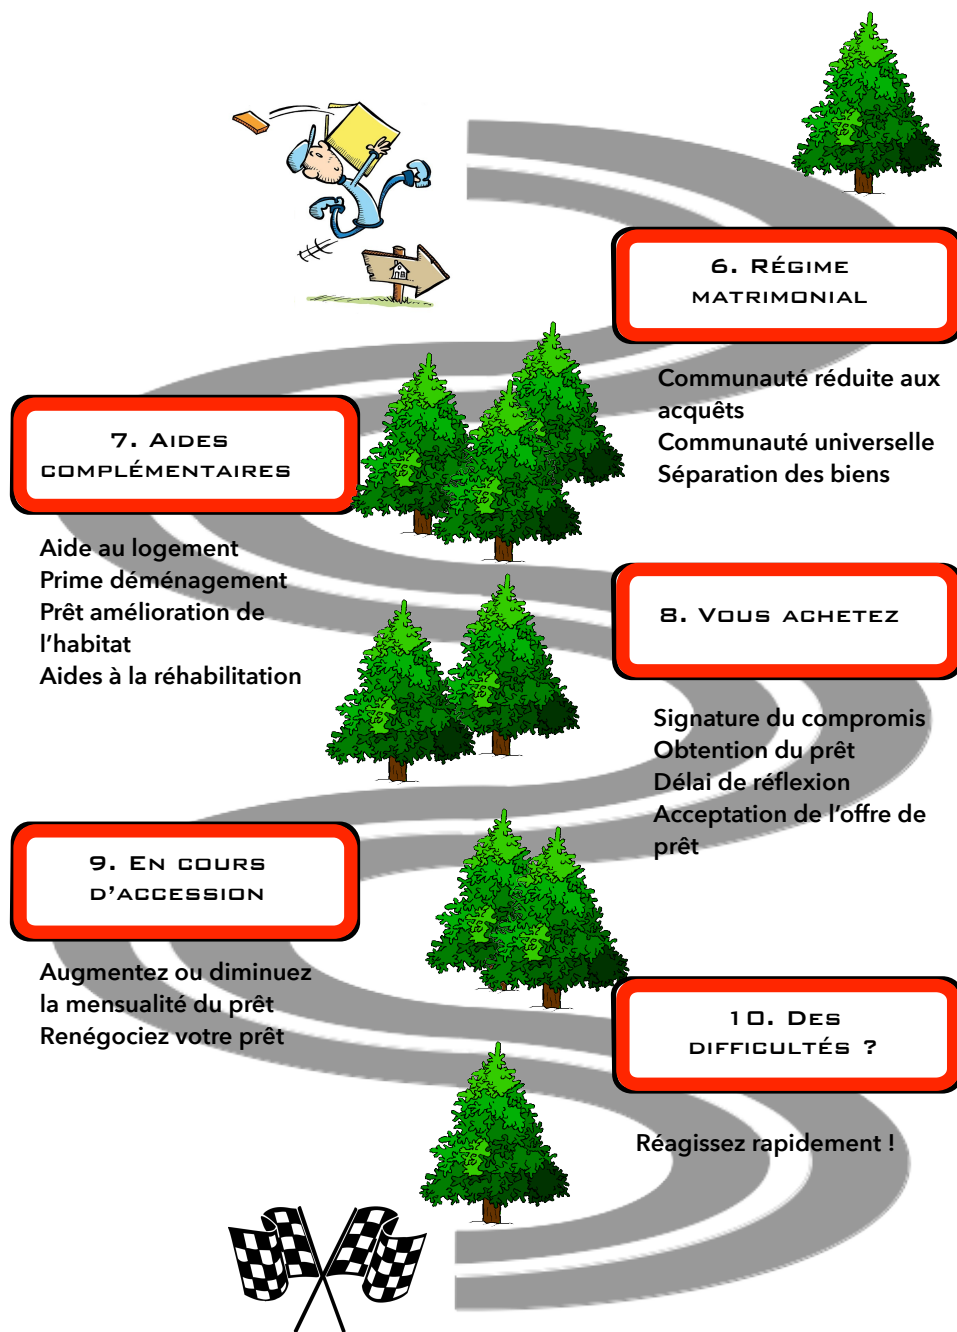 6. Régime
matrimonial
Communauté réduite aux
acquêts
Communauté universelle
Séparation des biens
7. Aides
complémentaires
Aide au logement
Prime déménagement
Prêt amélioration de
l’habitat
Aides à la réhabilitation
8. Vous achetez
Signature du compromis
Obtention du prêt
Délai de réflexion
Acceptation de l’offre de
prêt
9. En cours
d’accession
Augmentez ou diminuez
la mensualité du prêt
Renégociez votre prêt
10. Des
difficultés ?
Réagissez rapidement !